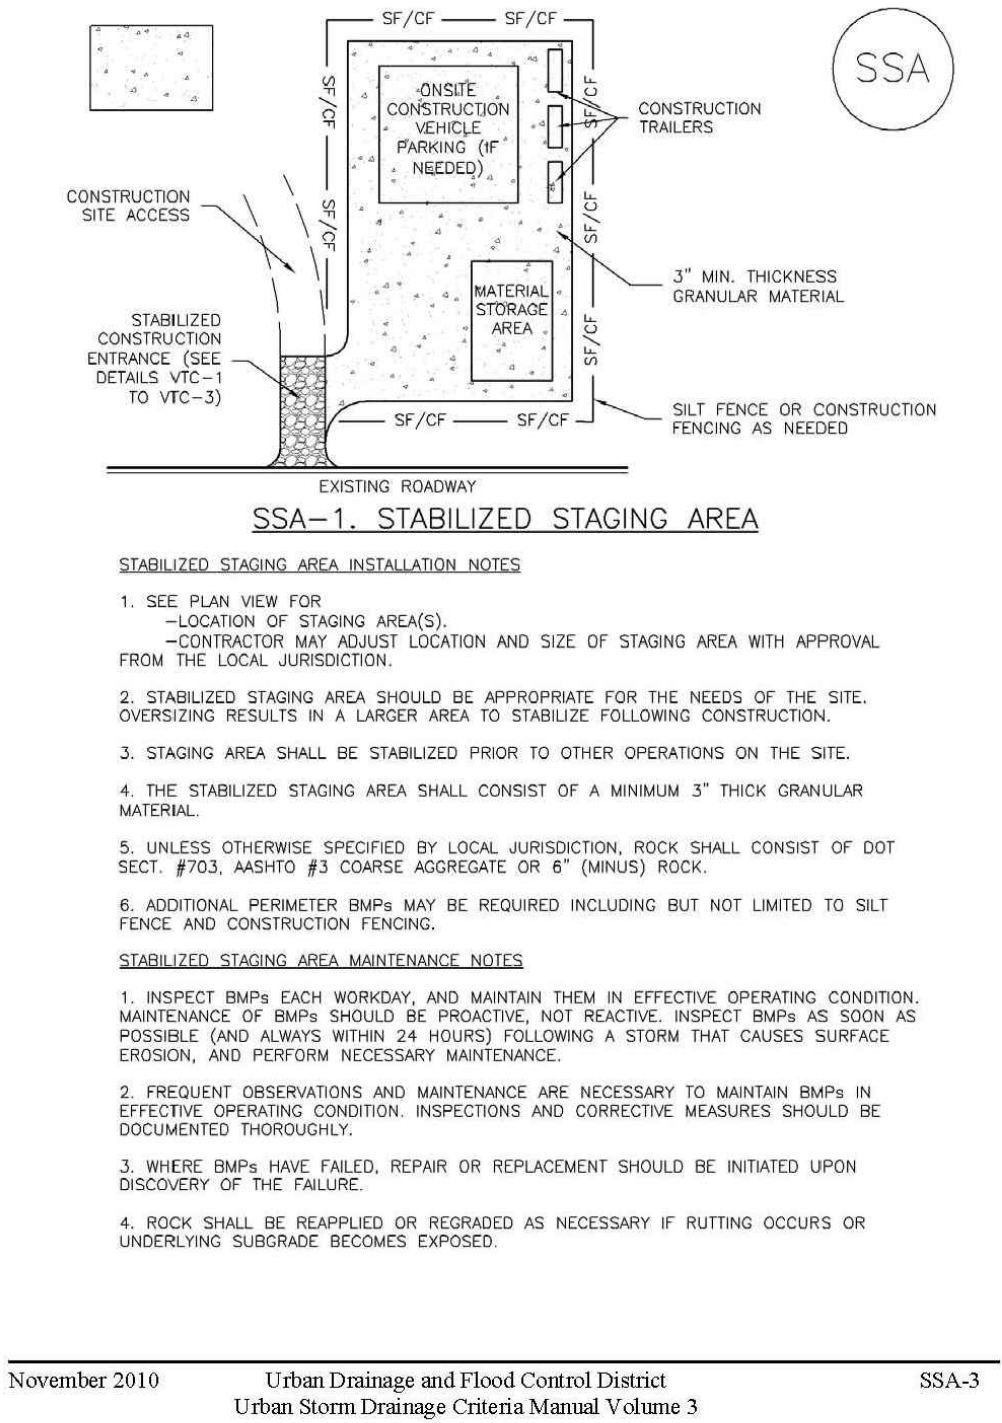 SF/CF SF/CF
SSA
SF/CF
ONSITE
CONSTRUCTION
VEHICLE
PARKING (IF
NEEDED)
SF/CF
CONSTRUCTION
TRAILERS
CONSTRUCTION
SITE ACCESS
SF/CF
SF/CF
3" MIN. THICKNESS
GRANULAR MATERIAL
MATERIAL
STORAGE
AREA
STABILIZED
CONSTRUCTION
ENTRANCE (SEE
DETAILS VTC-1
TO VTC-3)
SF/CF
SF/CF SF/CF
SILT FENCE OR CONSTRUCTION
FENCING AS NEEDED
EXISTING ROADWAY
SSA-1. STABILIZED STAGING AREA
STABILIZED STAGING AREA INSTALLATION NOTES
1. SEE PLAN VIEW FOR
-LOCATION OF STAGING AREA(S).
-CONTRACTOR MAY ADJUST LOCATION AND SIZE OF STAGING AREA WITH APPROVAL
FROM THE LOCAL JURISDICTION.
2. STABILIZED STAGING AREA SHOULD BE APPROPRIATE FOR THE NEEDS OF THE SITE.
OVERSIZING RESULTS IN A LARGER AREA TO STABILIZE FOLLOWING CONSTRUCTION.
3. STAGING AREA SHALL BE STABILIZED PRIOR TO OTHER OPERATIONS ON THE SITE.
4. THE STABILIZED STAGING AREA SHALL CONSIST OF A MINIMUM 3" THICK GRANULAR
MATERIAL.
5. UNLESS OTHERWISE SPECIFIED BY LOCAL JURISDICTION, ROCK SHALL CONSIST OF DOT
SECT. #703, AASHTO #3 COARSE AGGREGATE OR 6" (MINUS) ROCK.
6. ADDITIONAL PERIMETER BMPs MAY BE REQUIRED INCLUDING BUT NOT LIMITED TO SILT
FENCE AND CONSTRUCTION FENCING.
STABILIZED STAGING AREA MAINTENANCE NOTES
1. INSPECT BMPs EACH WORKDAY, AND MAINTAIN THEM IN EFFECTIVE OPERATING CONDITION.
MAINTENANCE OF BMPs SHOULD BE PROACTIVE, NOT REACTIVE. INSPECT BMPs AS SOON AS
POSSIBLE (AND ALWAYS WITHIN 24 HOURS) FOLLOWING A STORM THAT CAUSES SURFACE
EROSION, AND PERFORM NECESSARY MAINTENANCE.
2. FREQUENT OBSERVATIONS AND MAINTENANCE ARE NECESSARY TO MAINTAIN BMPs IN
EFFECTIVE OPERATING CONDITION. INSPECTIONS AND CORRECTIVE MEASURES SHOULD BE
DOCUMENTED THOROUGHLY.
3. WHERE BMPs HAVE FAILED, REPAIR OR REPLACEMENT SHOULD BE INITIATED UPON
DISCOVERY OF THE FAILURE.
4. ROCK SHALL BE REAPPLIED OR REGRADED AS NECESSARY IF RUTTING OCCURS OR
UNDERLYING SUBGRADE BECOMES EXPOSED.
November 2010 Urban Drainage and Flood Control District SSA-3
Urban Storm Drainage Criteria Manual Volume 3